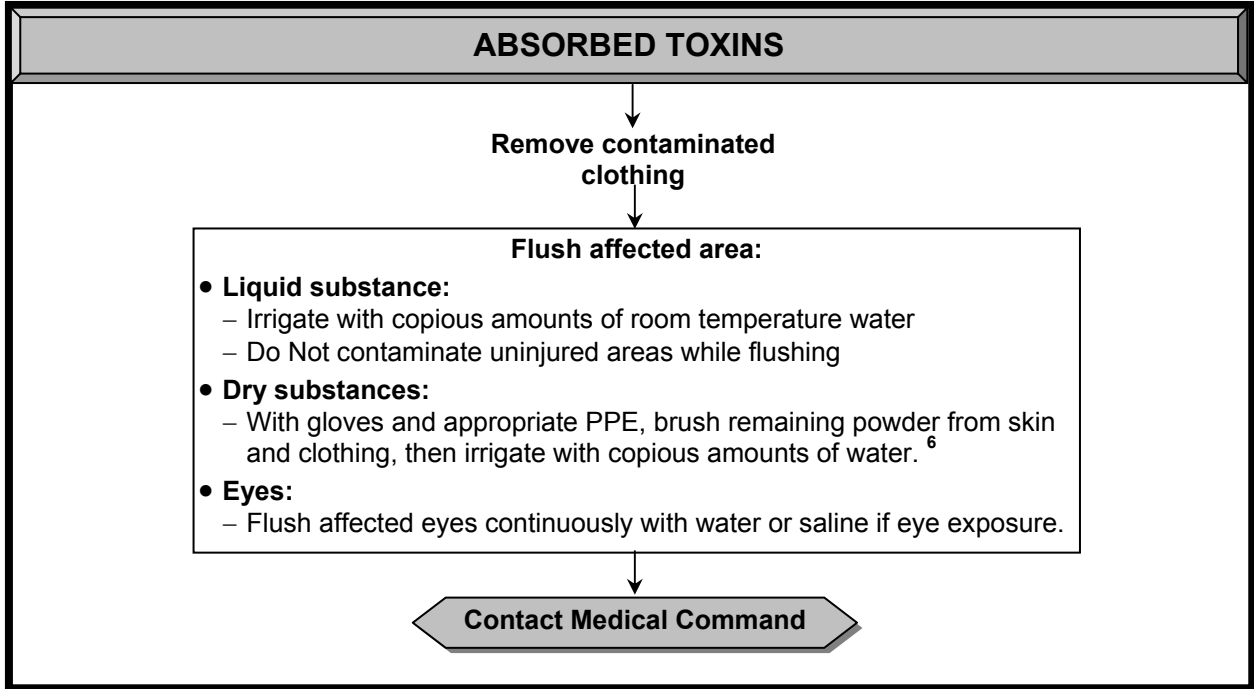 ABSORBED TOXINS
Remove contaminated
clothing
Flush affected area:
• Liquid substance:
– Irrigate with copious amounts of room temperature water
– Do Not contaminate uninjured areas while flushing
• Dry substances:
– With gloves and appropriate PPE, brush remaining powder from skin
and clothing, then irrigate with copious amounts of water. 6
• Eyes:
– Flush affected eyes continuously with water or saline if eye exposure.
Contact Medical Command